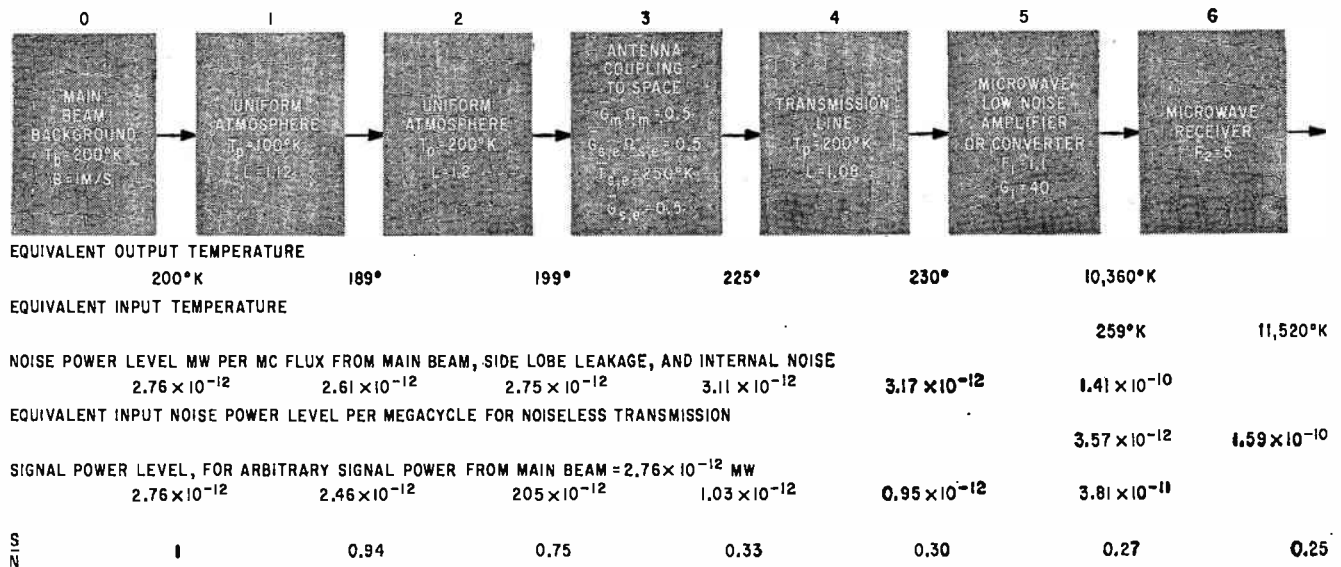 0 1 2 3 4 5 6
MAIN
BEAM
BACKGROUND
T_b=200°K
B=1M/S
UNIFORM
ATMOSPHERE
T_p=100°K
L=1.12
UNIFORM
ATMOSPHERE
T_p=200°K
L=1.2
ANTENNA
COUPLING
TO SPACE
G_m Ω_m=0.5
G_s,e Ω_s,e=0.5
T_s,e=250°K
G_s,e=0.5
TRANSMISSION
LINE
T_p=200°K
L=1.08
MICROWAVE
LOW NOISE
AMPLIFIER
OR CONVERTER
F_1=1.1
G_1=40
MICROWAVE
RECEIVER
F_2=5
EQUIVALENT OUTPUT TEMPERATURE
200°K 189° 199° 225° 230° 10,360°K
EQUIVALENT INPUT TEMPERATURE
259°K 11,520°K
NOISE POWER LEVEL MW PER MC FLUX FROM MAIN BEAM, SIDE LOBE LEAKAGE, AND INTERNAL NOISE
2.76×10⁻¹² 2.61×10⁻¹² 2.75×10⁻¹² 3.11×10⁻¹² 3.17×10⁻¹² 1.41×10⁻¹⁰
EQUIVALENT INPUT NOISE POWER LEVEL PER MEGACYCLE FOR NOISELESS TRANSMISSION
3.57×10⁻¹² 1.59×10⁻¹⁰
SIGNAL POWER LEVEL, FOR ARBITRARY SIGNAL POWER FROM MAIN BEAM=2.76×10⁻¹² MW
2.76×10⁻¹² 2.46×10⁻¹² 205×10⁻¹² 1.03×10⁻¹² 0.95×10⁻¹² 3.81×10⁻¹¹
S/N 1 0.94 0.75 0.33 0.30 0.27 0.25